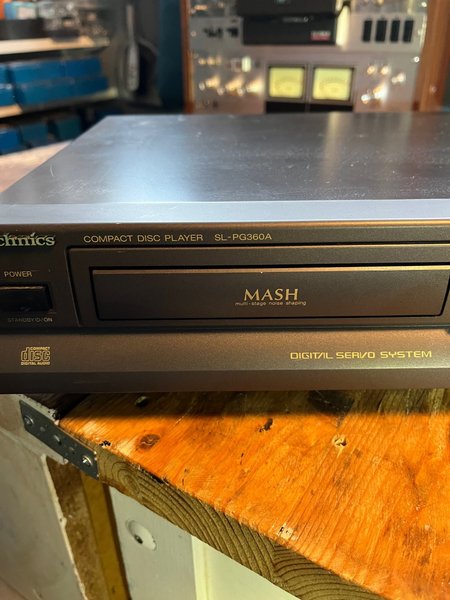 chnics
COMPACT DISC PLAYER SL-PG360A
POWER
MASH
multi-stage noise shaping
STANDBY ⏻/ON
COMPACT
disc
DIGITAL AUDIO
DIGITAL SERVO SYSTEM